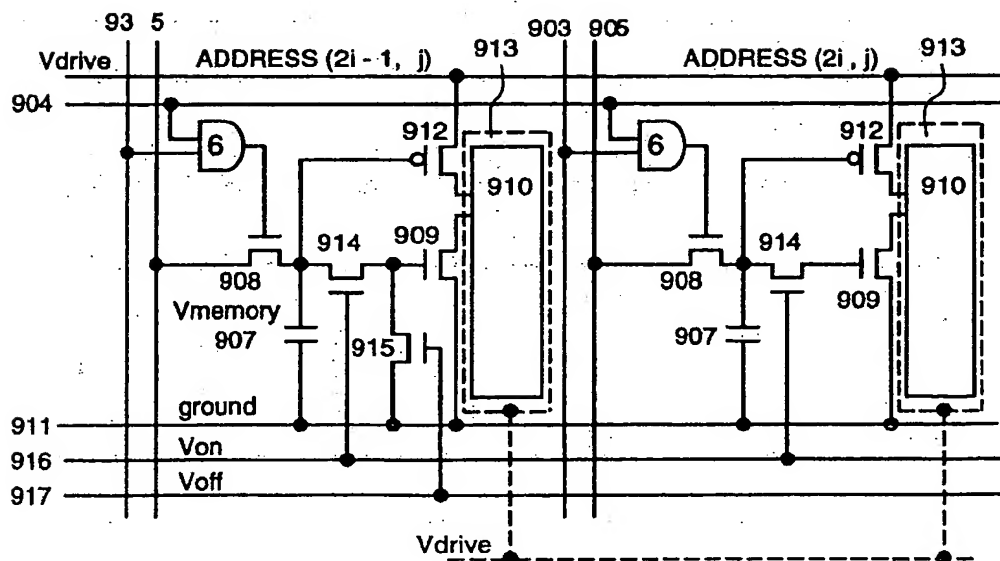 93 5 903 905
Vdrive ADDRESS (2i - 1, j) 913 ADDRESS (2i, j) 913
904
6 912 6 912
910 910
914 909 914
908 908 909
Vmemory
907 915 907
ground
911
Von
916
Voff
917
Vdrive